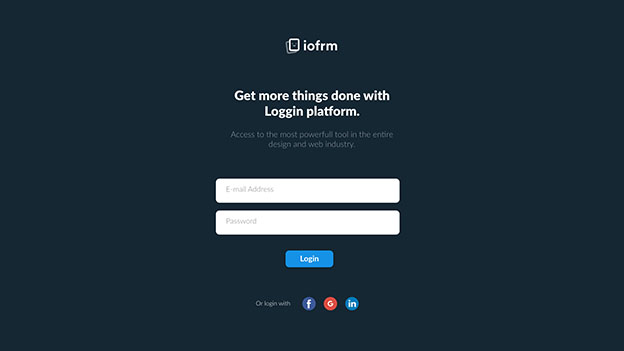 iofrm
Get more things done with
Loggin platform.
Access to the most powerfull tool in the entire
design and web industry.
E-mail Address
Password
Login
Or login with
f
G
in